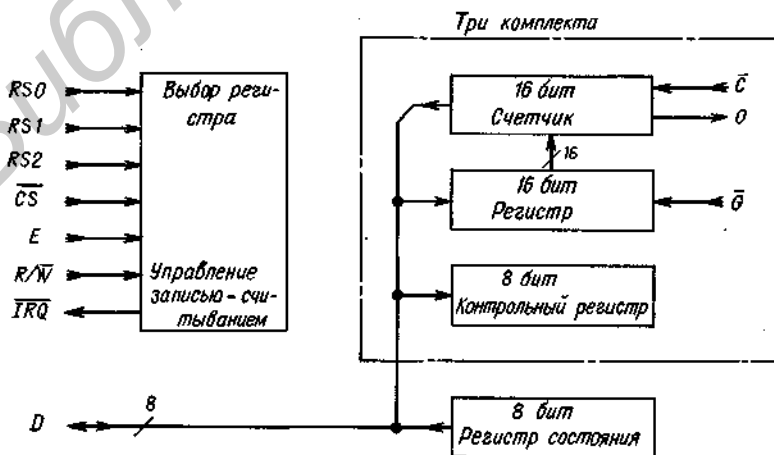 Три комплекта
RS0
RS1
RS2
CS
E
R/W
IRQ
Выбор реги-
стра
Управление
записью-счи-
тыванием
16 бит
Счетчик
C
O
16
16 бит
Регистр
G
8 бит
Контрольный регистр
D
8
8 бит
Регистр состояния